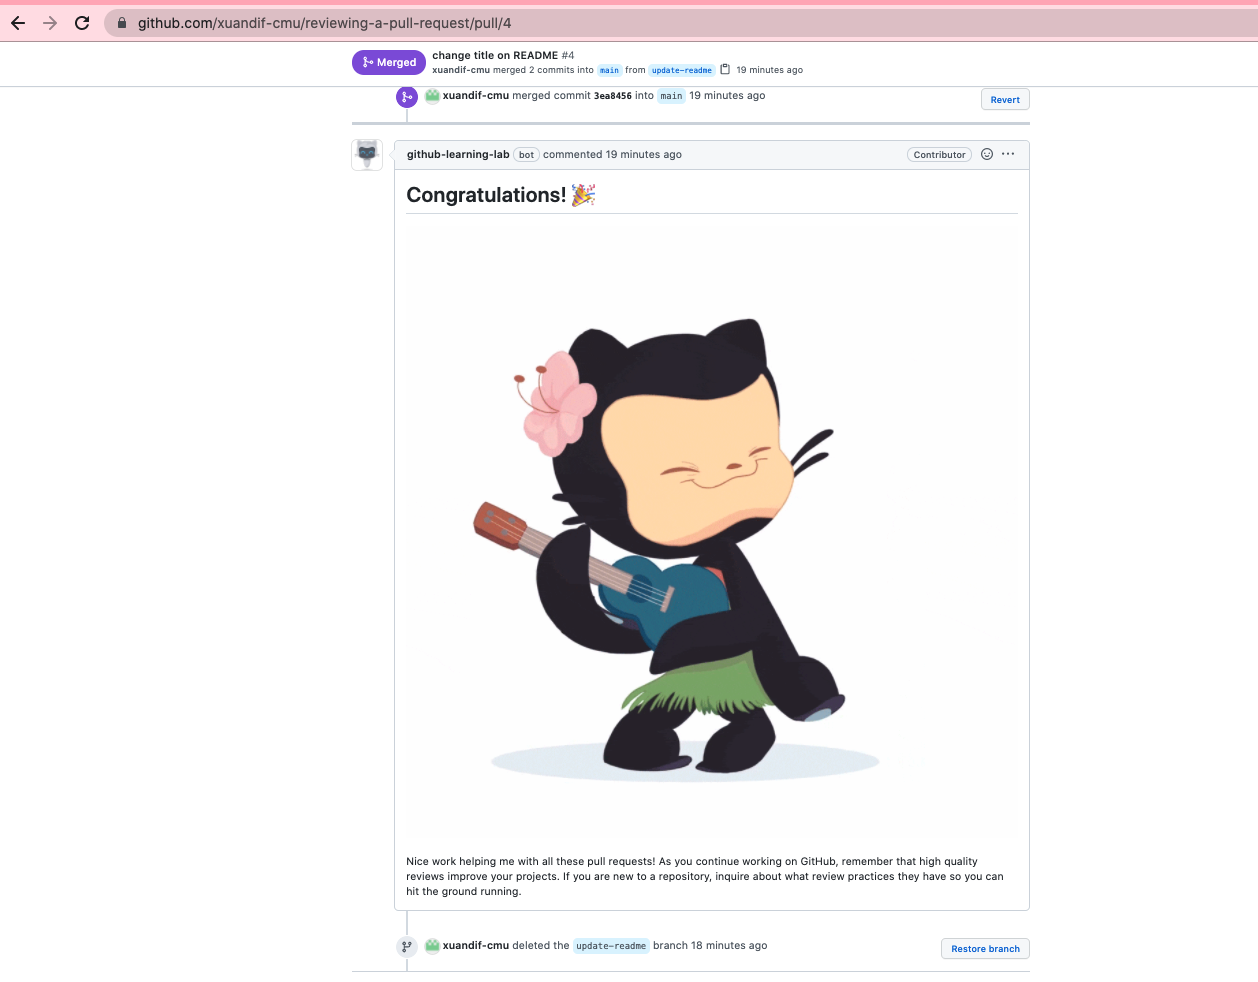 github.com/xuandif-cmu/reviewing-a-pull-request/pull/4
Merged
change title on README #4
xuandif-cmu merged 2 commits into main from update-readme 19 minutes ago
xuandif-cmu merged commit 3ea8456 into main 19 minutes ago
Revert
github-learning-lab bot commented 19 minutes ago
Contributor
Congratulations! 🎉
Nice work helping me with all these pull requests! As you continue working on GitHub, remember that high quality
reviews improve your projects. If you are new to a repository, inquire about what review practices they have so you can
hit the ground running.
xuandif-cmu deleted the update-readme branch 18 minutes ago
Restore branch